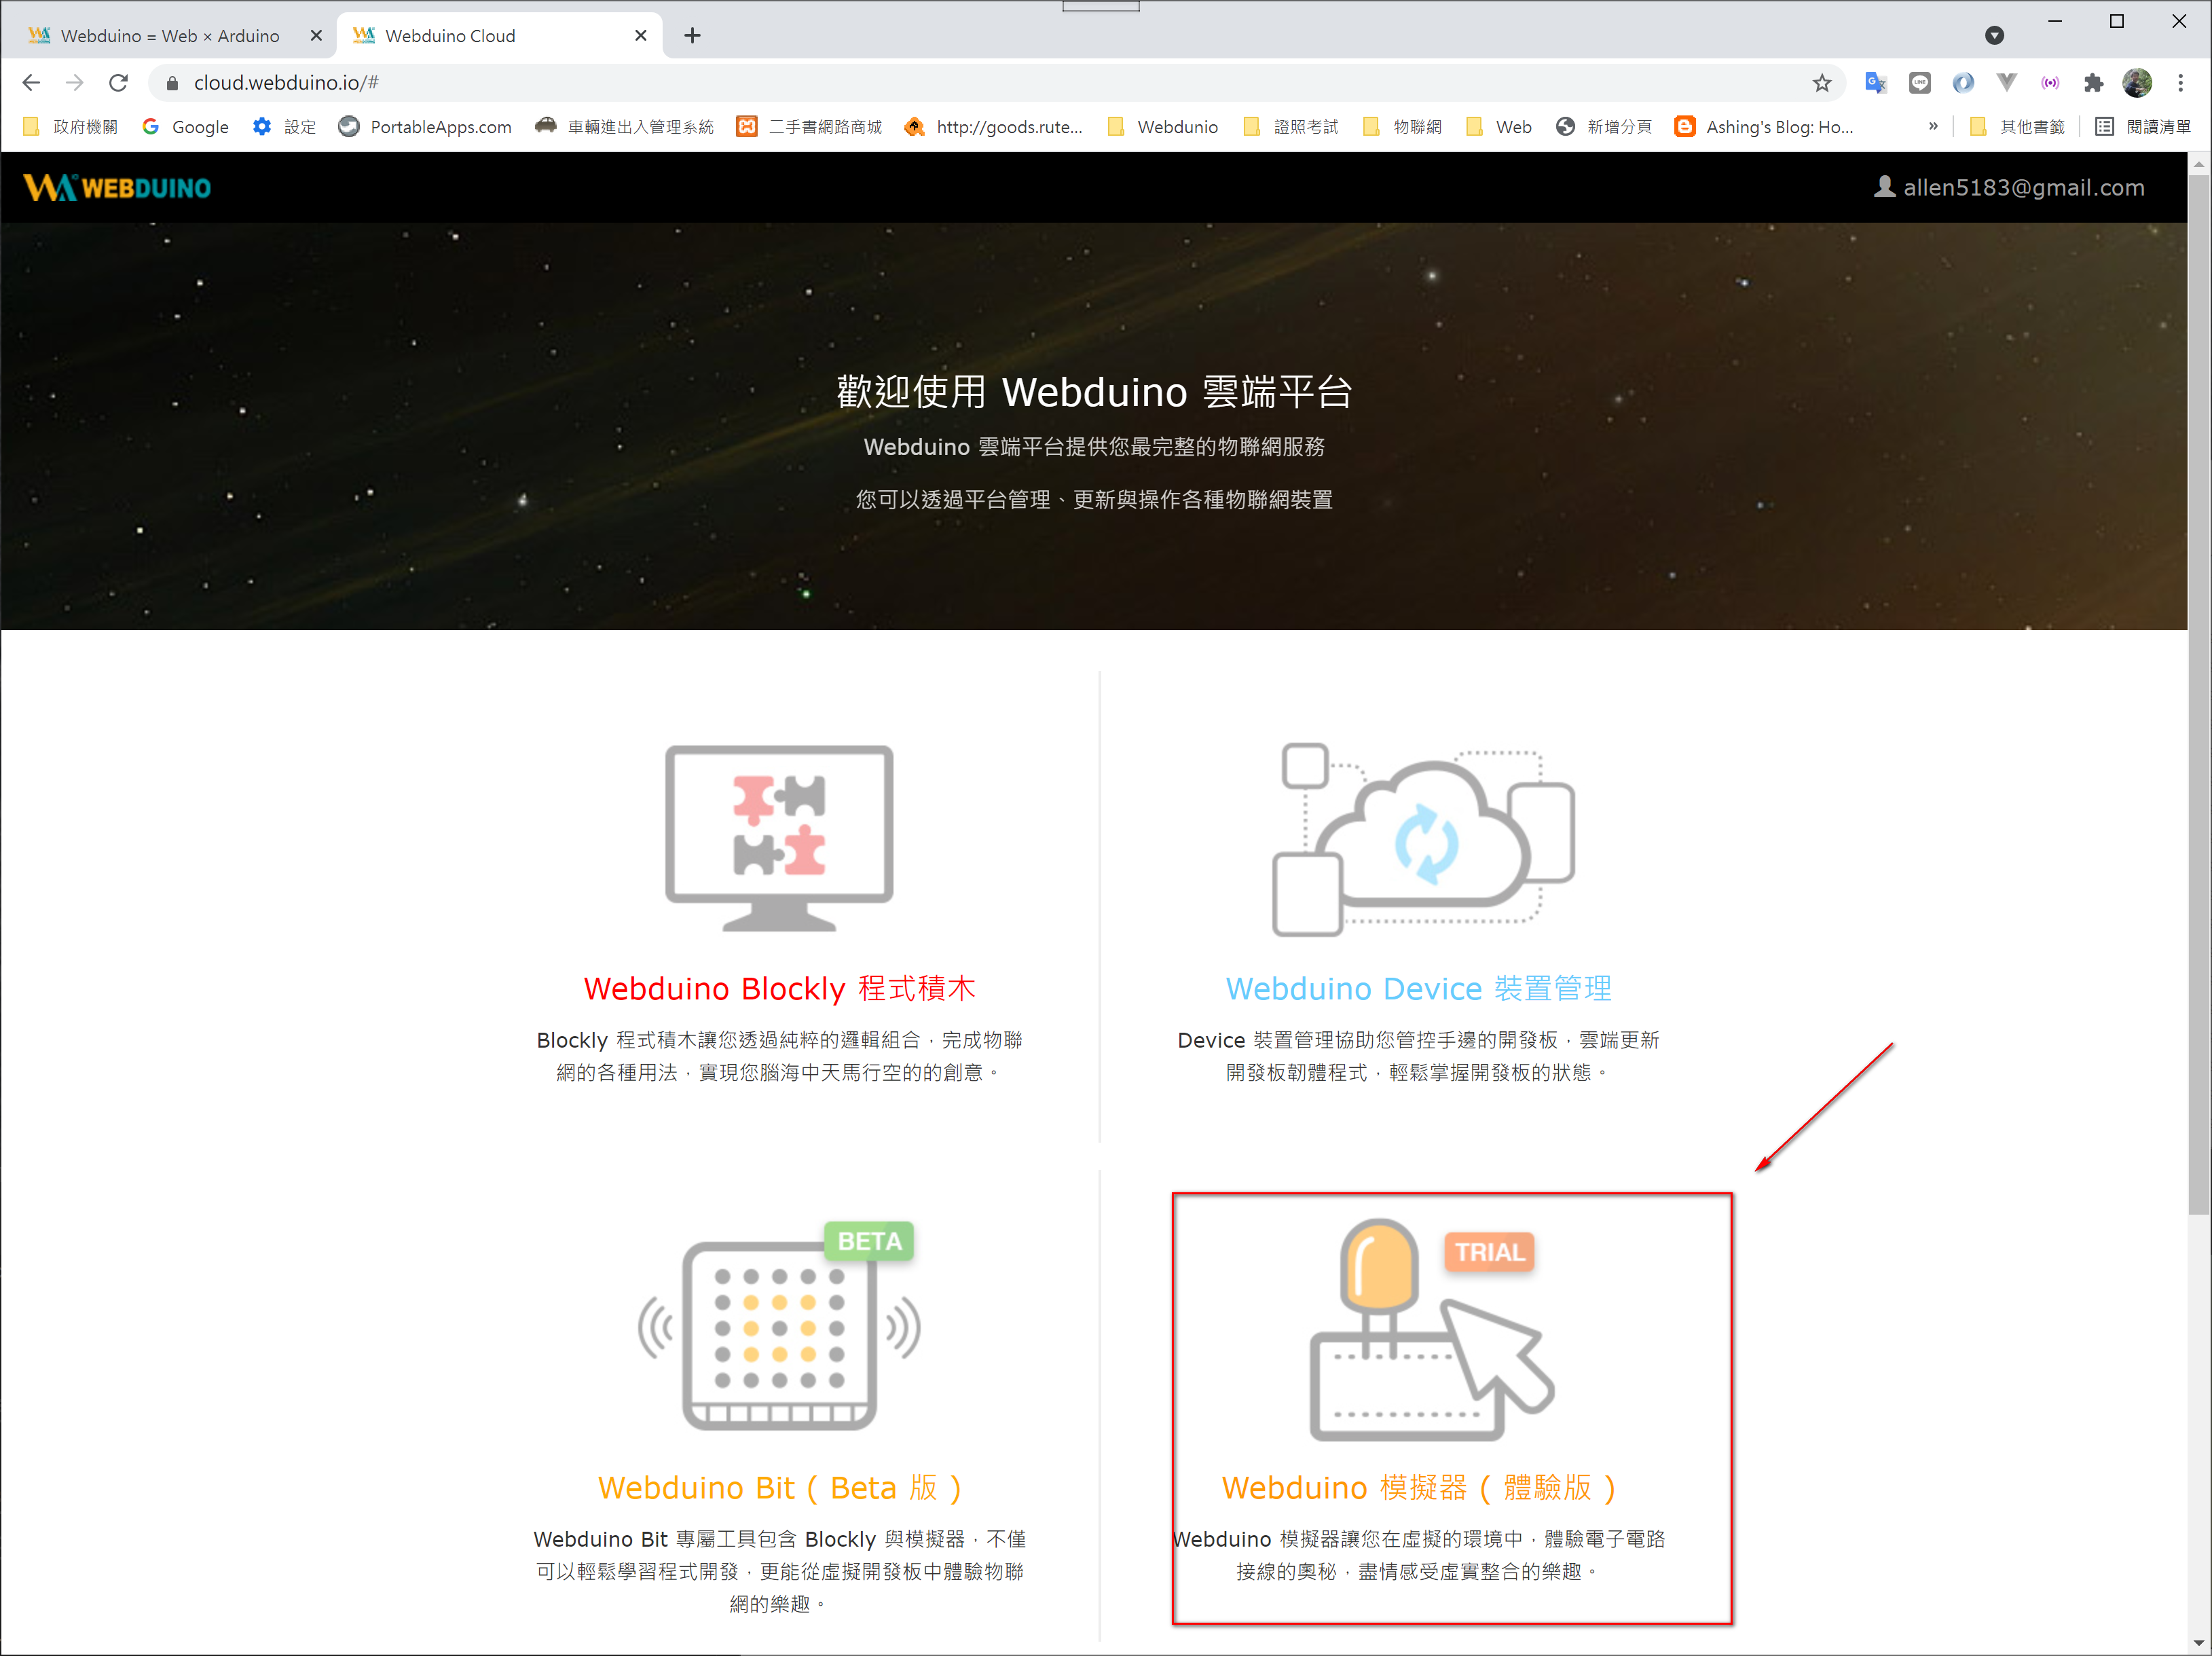 Webduino = Web × Arduino
Webduino Cloud
cloud.webduino.io/#
政府機關
Google
設定
PortableApps.com
車輛進出入管理系統
二手書網路商城
http://goods.rute...
Webdunio
證照考試
物聯網
Web
新增分頁
Ashing's Blog: Ho...
»
其他書籤
閱讀清單
WEBDUINO
allen5183@gmail.com
歡迎使用 Webduino 雲端平台
Webduino 雲端平台提供您最完整的物聯網服務
您可以透過平台管理、更新與操作各種物聯網裝置
Webduino Blockly 程式積木
Blockly 程式積木讓您透過純粹的邏輯組合，完成物聯
網的各種用法，實現您腦海中天馬行空的的創意。
Webduino Device 裝置管理
Device 裝置管理協助您管控手邊的開發板，雲端更新
開發板韌體程式，輕鬆掌握開發板的狀態。
BETA
Webduino Bit ( Beta 版 )
Webduino Bit 專屬工具包含 Blockly 與模擬器，不僅
可以輕鬆學習程式開發，更能從虛擬開發板中體驗物聯
網的樂趣。
TRIAL
Webduino 模擬器 ( 體驗版 )
Webduino 模擬器讓您在虛擬的環境中，體驗電子電路
接線的奧秘，盡情感受虛實整合的樂趣。